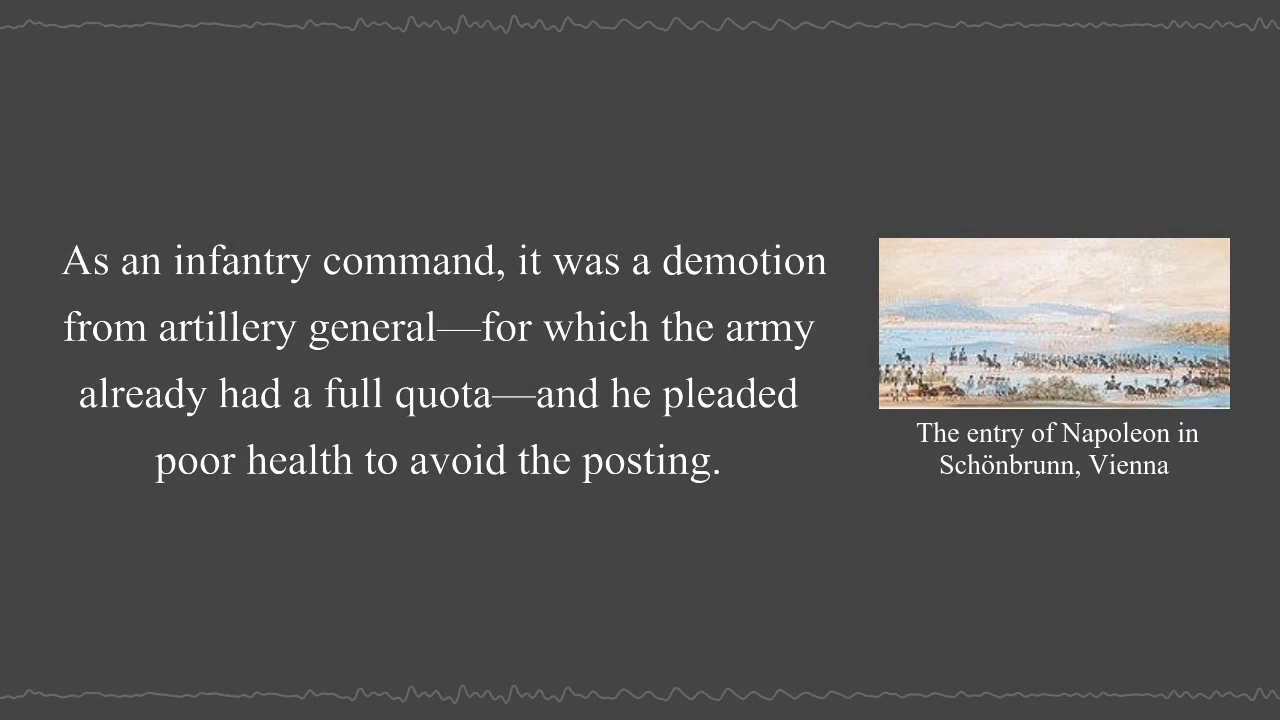 As an infantry command, it was a demotion
from artillery general—for which the army
already had a full quota—and he pleaded
poor health to avoid the posting.
The entry of Napoleon in
Schönbrunn, Vienna